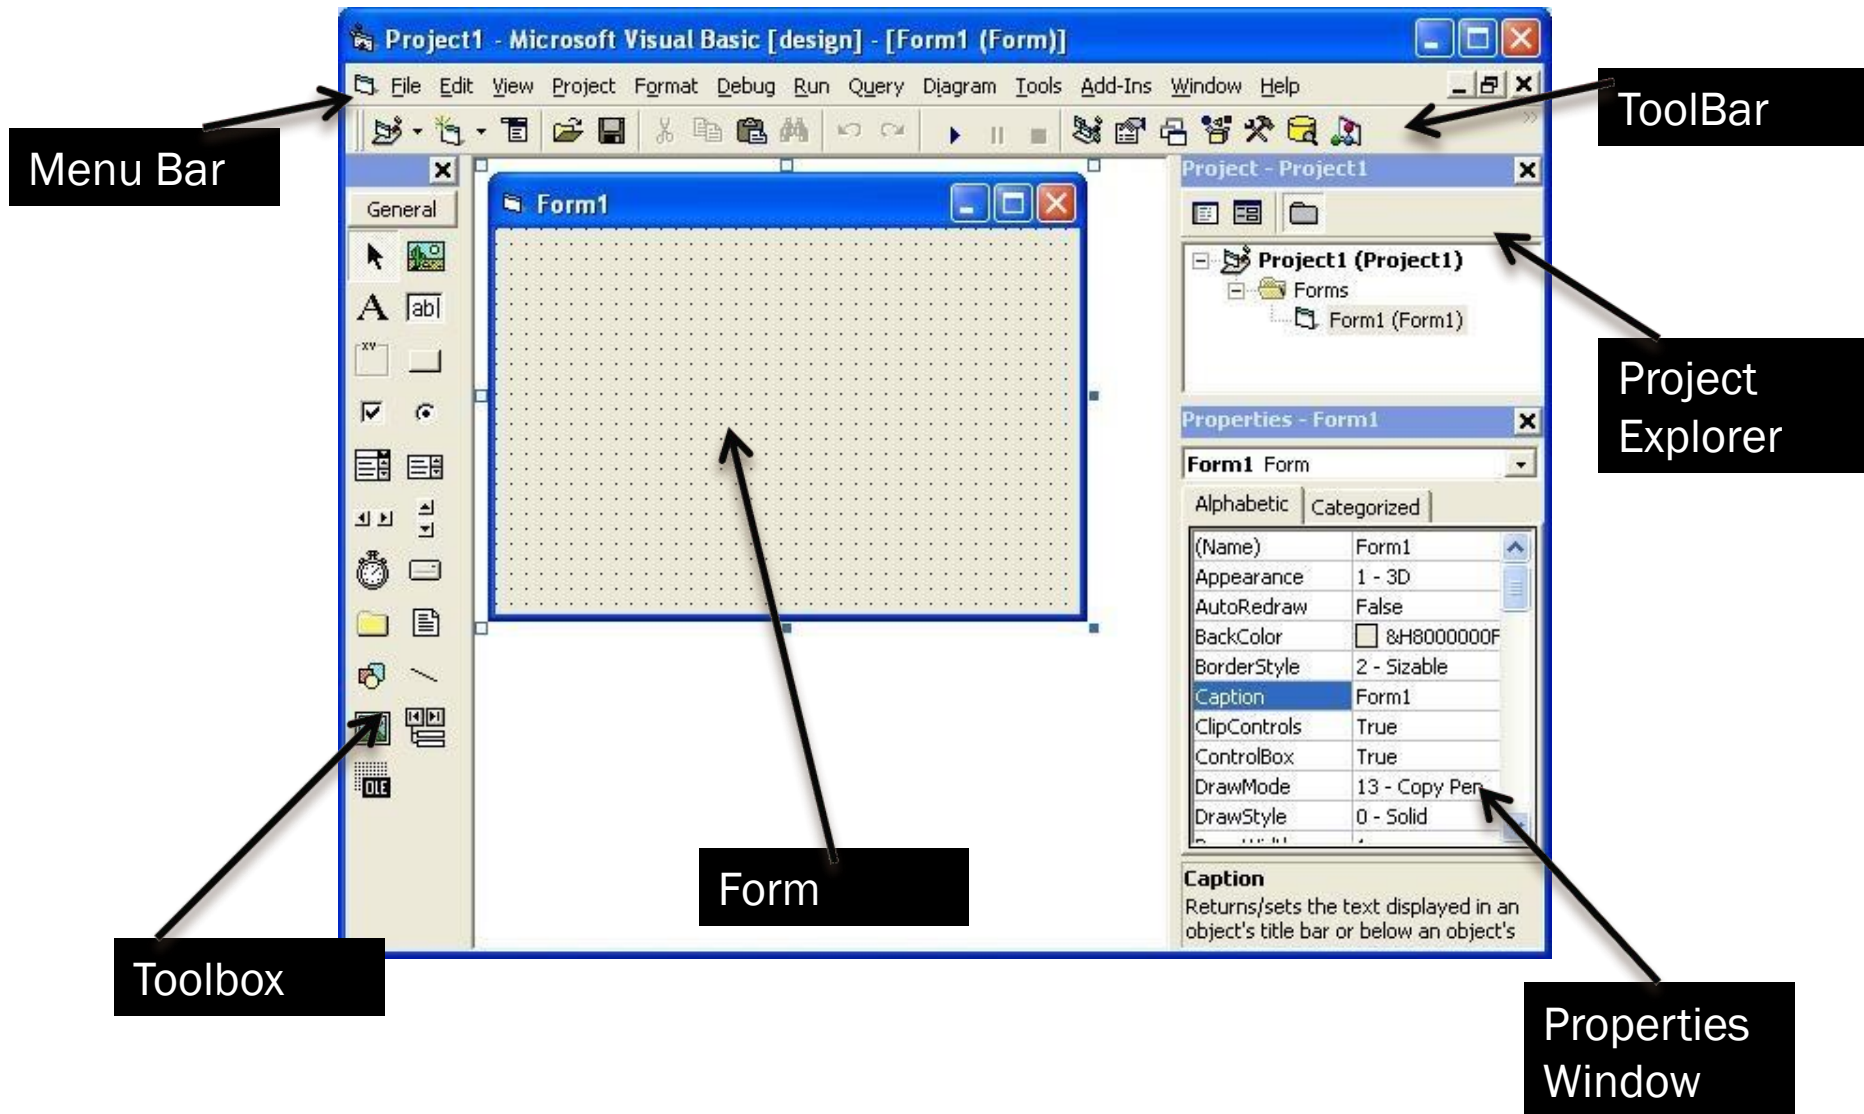 Project1 - Microsoft Visual Basic [design] - [Form1 (Form)]
File Edit View Project Format Debug Run Query Diagram Tools Add-Ins Window Help
ToolBar
Menu Bar
General
A
ab
xv
OLE
Form1
Form
Toolbox
Project - Project1
Project1 (Project1)
Forms
Form1 (Form1)
Project
Explorer
Properties - Form1
Form1 Form
Alphabetic Categorized
(Name) Form1
Appearance 1 - 3D
AutoRedraw False
BackColor &H8000000F
BorderStyle 2 - Sizable
Caption Form1
ClipControls True
ControlBox True
DrawMode 13 - Copy Pen
DrawStyle 0 - Solid
Caption
Returns/sets the text displayed in an
object's title bar or below an object's
Properties
Window